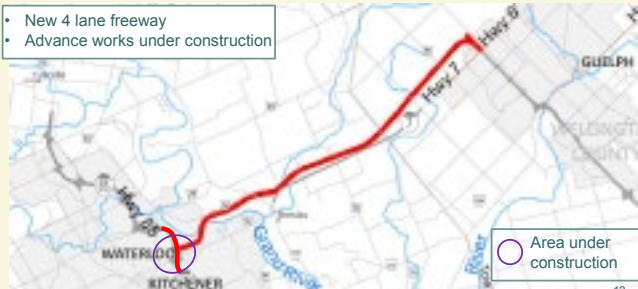 • New 4 lane freeway
• Advance works under construction
Hwy 6
GUELPH
Hwy 7
WELLINGTON
COUNTY
Hwy 85
WATERLOO
Grand River
River
KITCHENER
Area under
construction